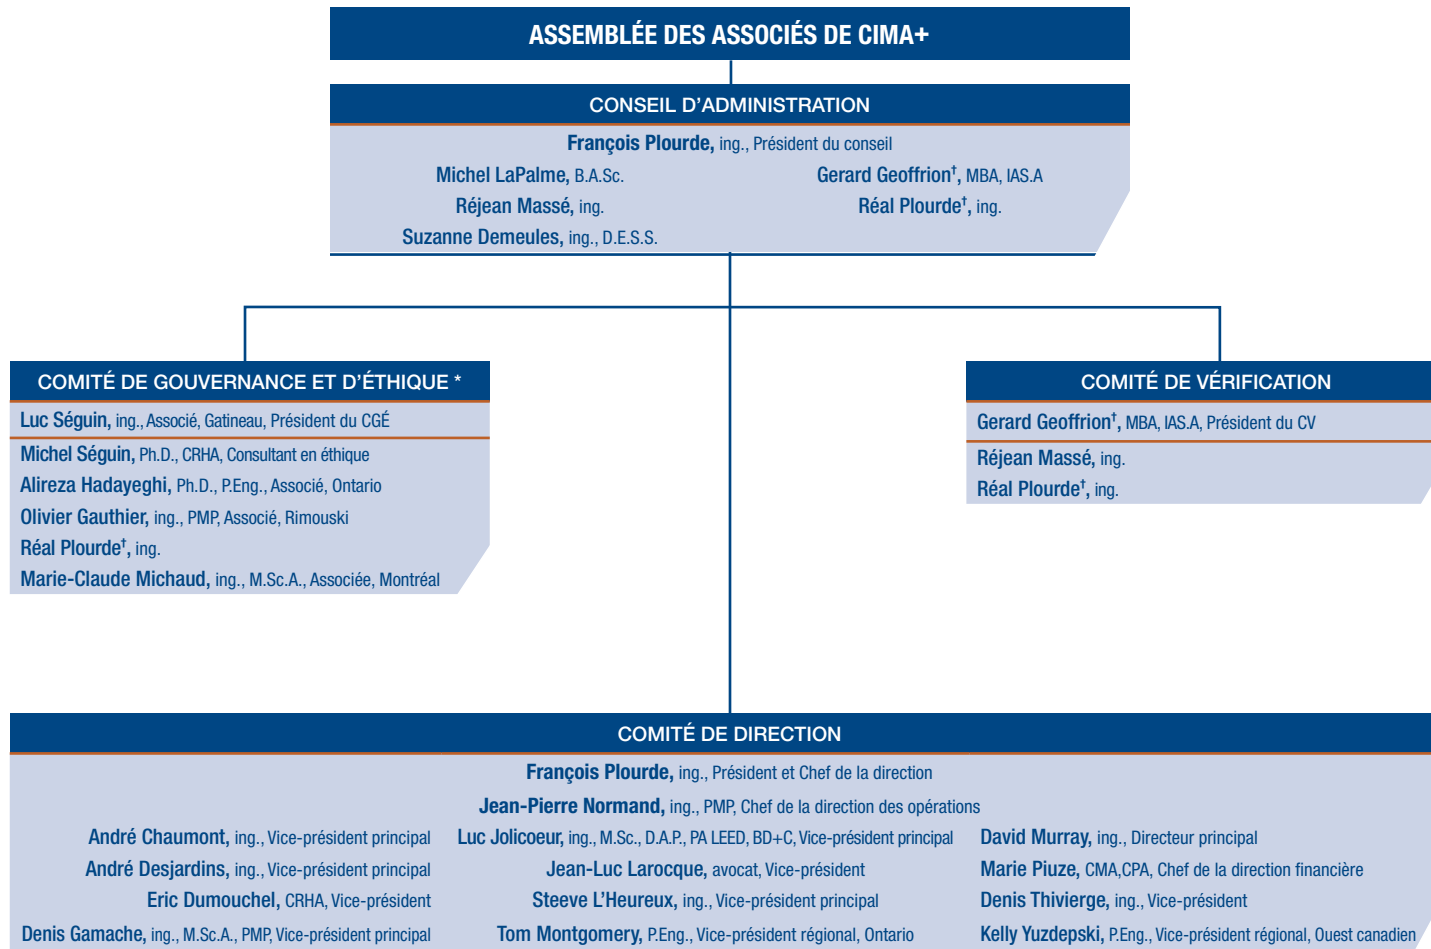 ASSEMBLÉE DES ASSOCIÉS DE CIMA+
CONSEIL D'ADMINISTRATION
François Plourde, ing., Président du conseil
Michel LaPalme, B.A.Sc.
Gerard Geoffrion†, MBA, IAS.A
Réjean Massé, ing.
Réal Plourde†, ing.
Suzanne Demeules, ing., D.E.S.S.
COMITÉ DE GOUVERNANCE ET D'ÉTHIQUE *
Luc Séguin, ing., Associé, Gatineau, Président du CGÉ
Michel Séguin, Ph.D., CRHA, Consultant en éthique
Alireza Hadayeghi, Ph.D., P.Eng., Associé, Ontario
Olivier Gauthier, ing., PMP, Associé, Rimouski
Réal Plourde†, ing.
Marie-Claude Michaud, ing., M.Sc.A., Associée, Montréal
COMITÉ DE VÉRIFICATION
Gerard Geoffrion†, MBA, IAS.A, Président du CV
Réjean Massé, ing.
Réal Plourde†, ing.
COMITÉ DE DIRECTION
François Plourde, ing., Président et Chef de la direction
Jean-Pierre Normand, ing., PMP, Chef de la direction des opérations
André Chaumont, ing., Vice-président principal
André Desjardins, ing., Vice-président principal
Eric Dumouchel, CRHA, Vice-président
Denis Gamache, ing., M.Sc.A., PMP, Vice-président principal
Luc Jolicoeur, ing., M.Sc., D.A.P., PA LEED, BD+C, Vice-président principal
Jean-Luc Larocque, avocat, Vice-président
Steeve L'Heureux, ing., Vice-président principal
Tom Montgomery, P.Eng., Vice-président régional, Ontario
David Murray, ing., Directeur principal
Marie Piuze, CMA,CPA, Chef de la direction financière
Denis Thivierge, ing., Vice-président
Kelly Yuzdepski, P.Eng., Vice-président régional, Ouest canadien